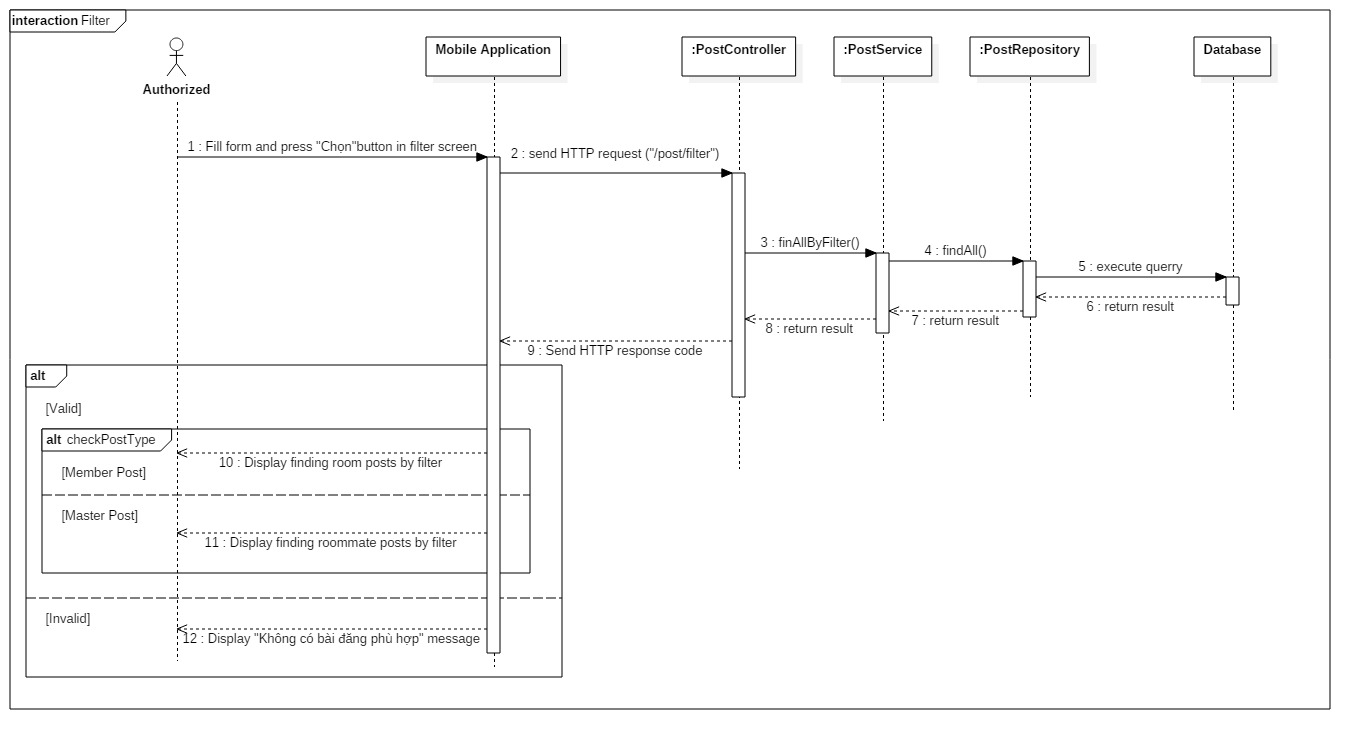 interaction Filter
Authorized
Mobile Application
:PostController
:PostService
:PostRepository
Database
1 : Fill form and press "Chọn"button in filter screen
2 : send HTTP request ("/post/filter")
3 : finAllByFilter()
4 : findAll()
5 : execute querry
6 : return result
7 : return result
8 : return result
9 : Send HTTP response code
alt
[Valid]
alt checkPostType
10 : Display finding room posts by filter
[Member Post]
[Master Post]
11 : Display finding roommate posts by filter
[Invalid]
12 : Display "Không có bài đăng phù hợp" message